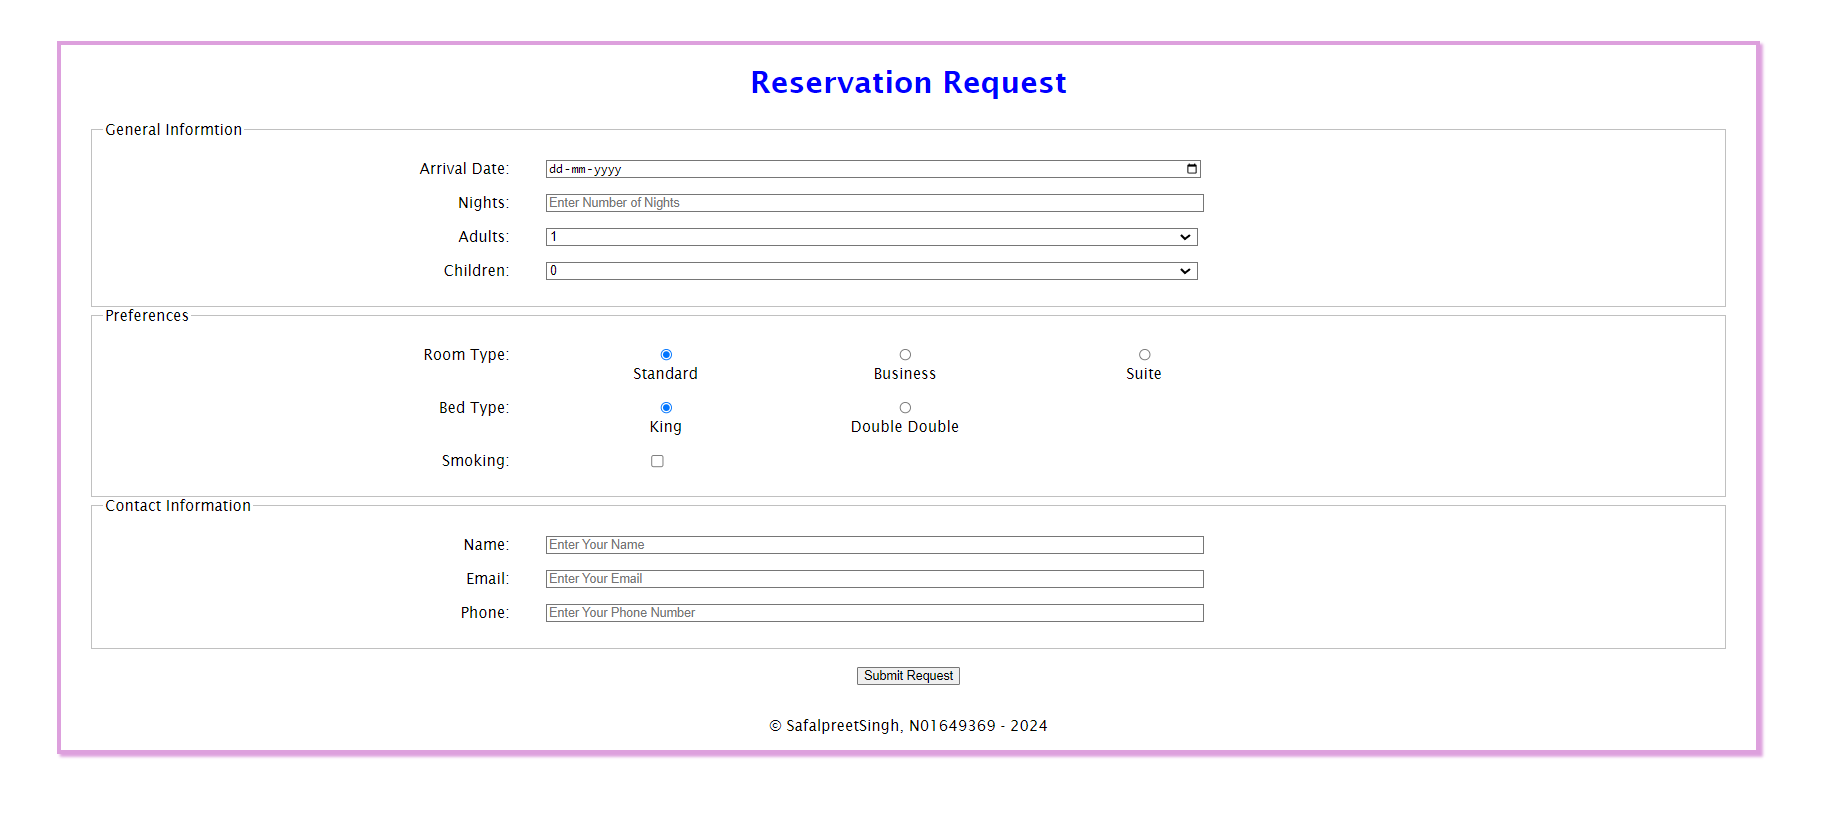 Reservation Request
General Informtion
Arrival Date: dd-mm-yyyy
Nights: Enter Number of Nights
Adults: 1
Children: 0
Preferences
Room Type:
Standard Business Suite
Bed Type:
King Double Double
Smoking:
Contact Information
Name: Enter Your Name
Email: Enter Your Email
Phone: Enter Your Phone Number
Submit Request
© SafalpreetSingh, N01649369 - 2024